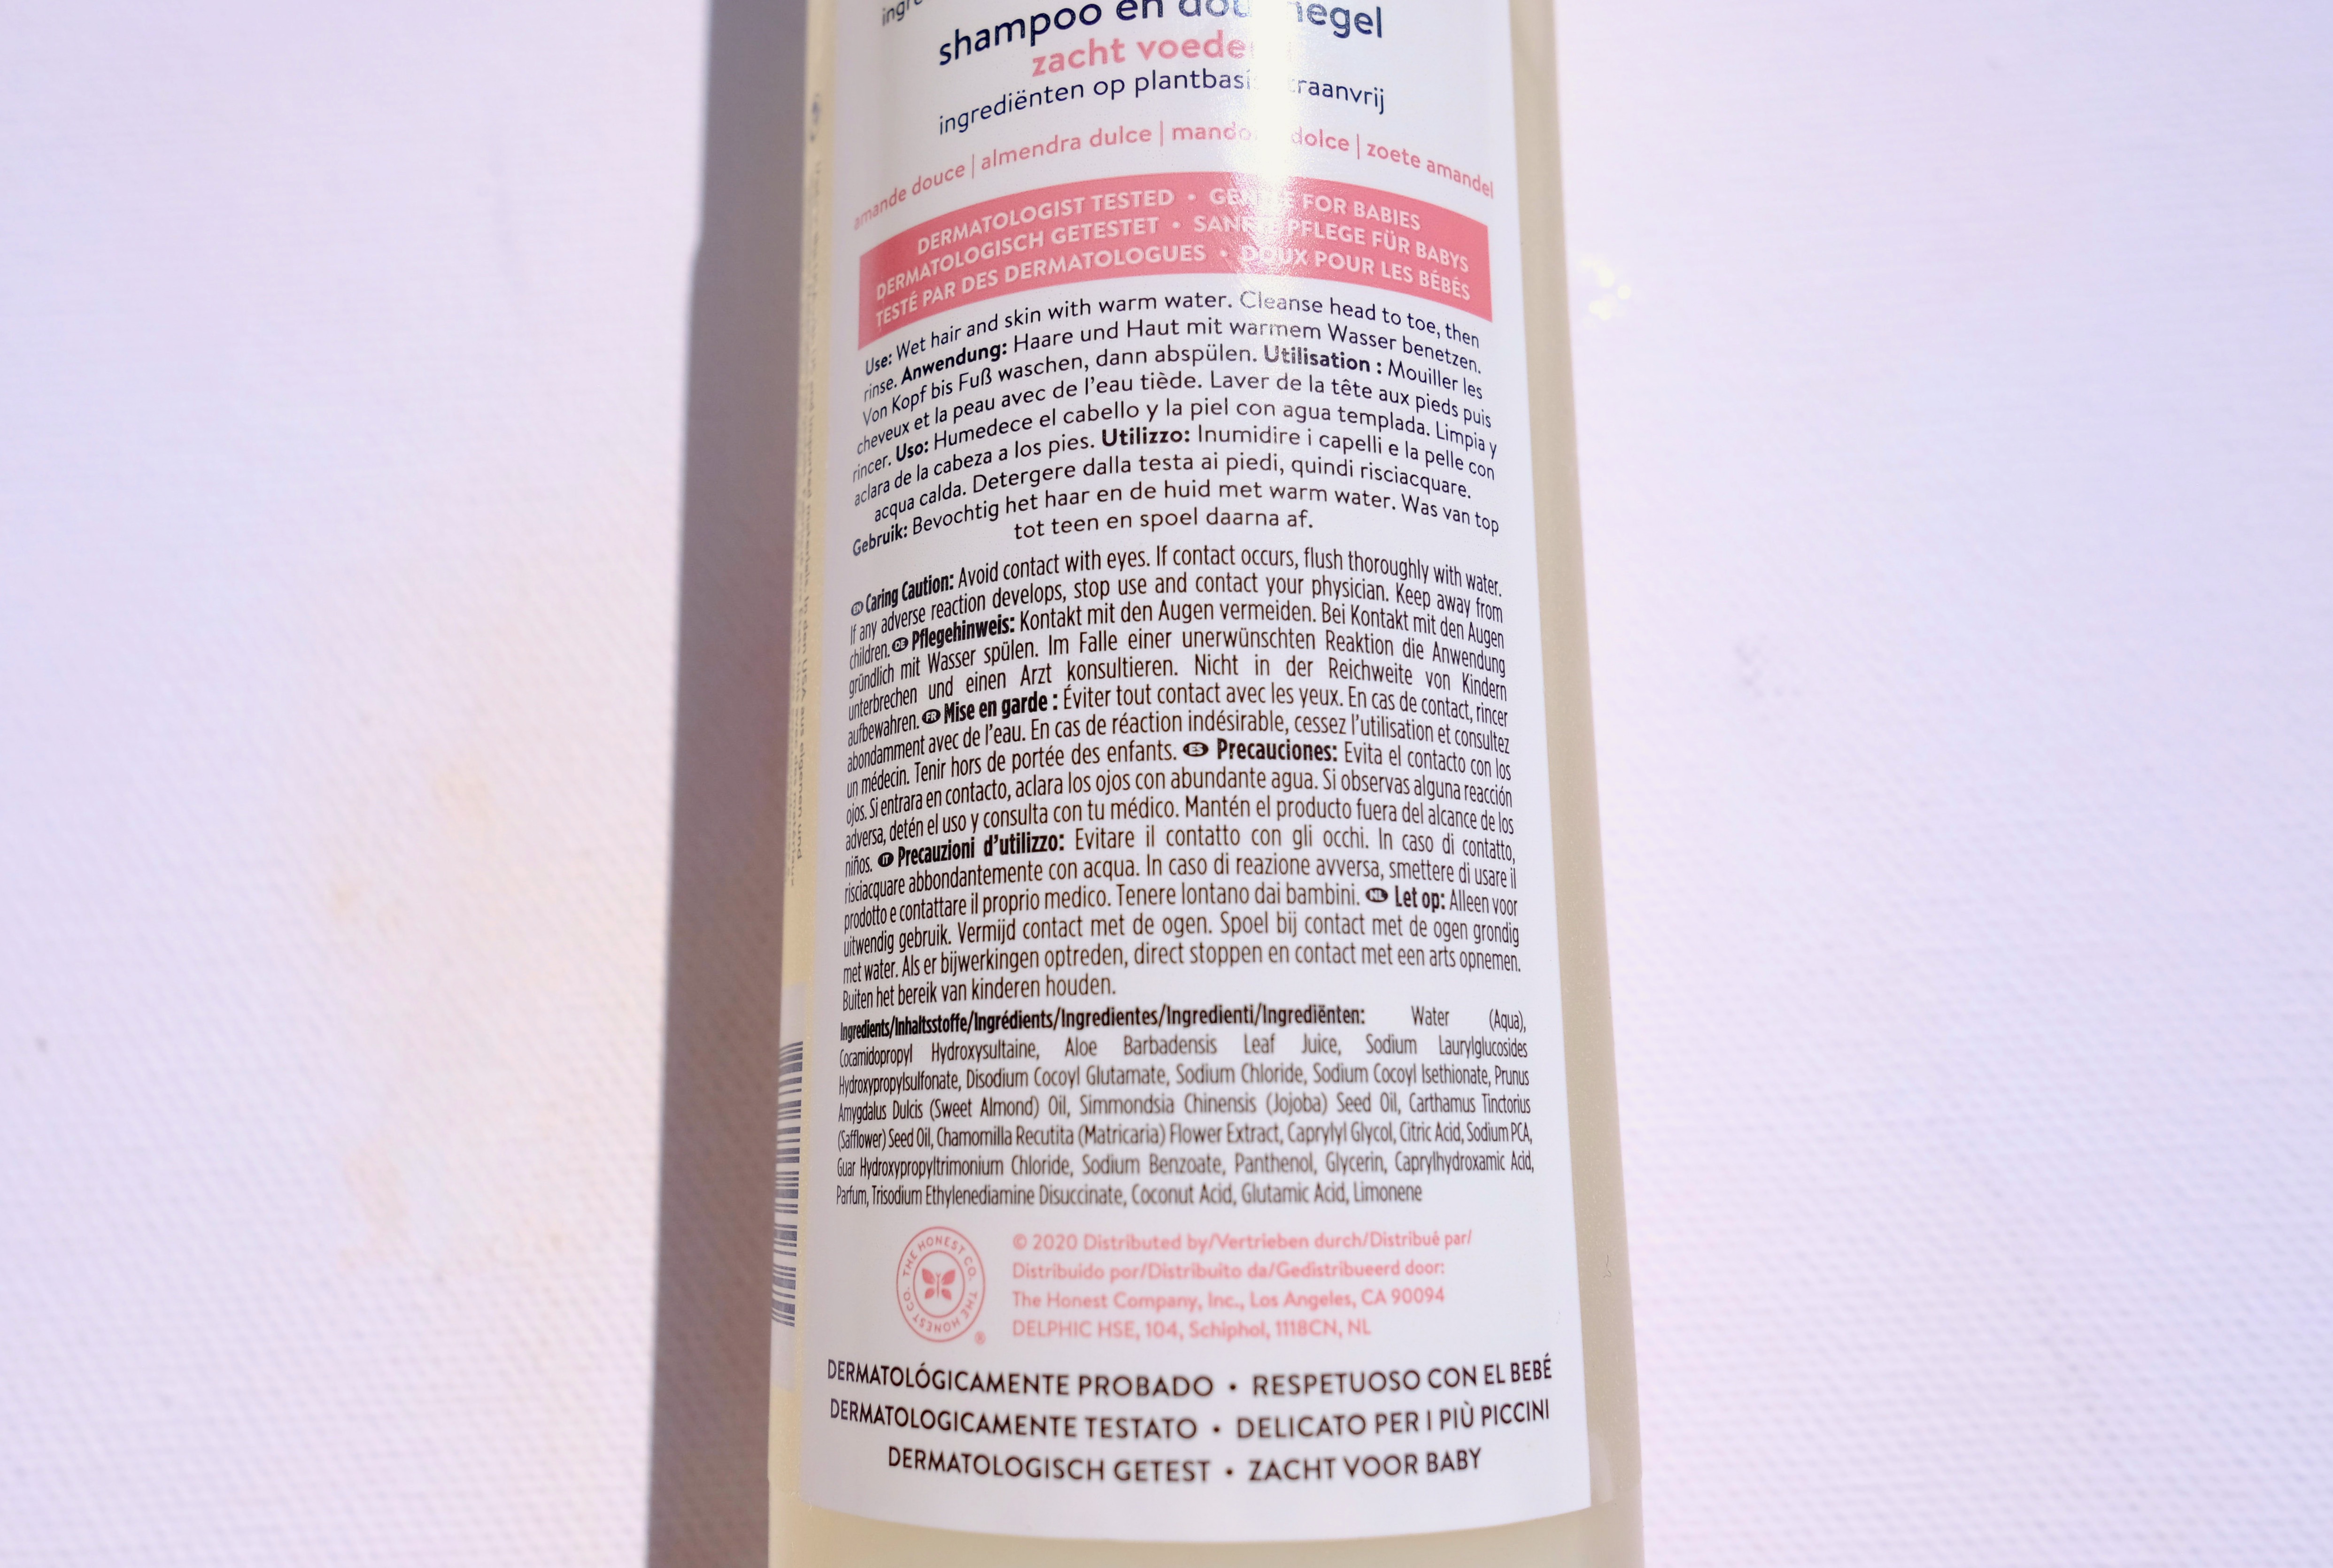 shampoo en
zacht
ingrediënten op plantbasis traanvrij
amande douce | almendra dulce | mandorla dolce | zoete amandel
DERMATOLOGIST TESTED • GENTLE FOR BABIES
DERMATOLOGISCH GETESTET • SANFTE PFLEGE FÜR BABYS
TESTÉ PAR DES DERMATOLOGUES • DOUX POUR LES BÉBÉS
Use: Wet hair and skin with warm water. Cleanse head to toe, then
rinse. Anwendung: Haare und Haut mit warmem Wasser benetzen.
Von Kopf bis Fuß waschen, dann abspülen. Utilisation : Mouiller les
cheveux et la peau avec de l'eau tiède. Laver de la tête aux pieds puis
rincer. Uso: Humedece el cabello y la piel con agua templada. Limpia y
aclara de la cabeza a los pies. Utilizzo: Inumidire i capelli e la pelle con
acqua calda. Detergere dalla testa ai piedi, quindi risciacquare.
Gebruik: Bevochtig het haar en de huid met warm water. Was van top
tot teen en spoel daarna af.
EN Caring Caution: Avoid contact with eyes. If contact occurs, flush thoroughly with water.
If any adverse reaction develops, stop use and contact your physician. Keep away from
children. DE Pflegehinweis: Kontakt mit den Augen vermeiden. Bei Kontakt mit den Augen
gründlich mit Wasser spülen. Im Falle einer unerwünschten Reaktion die Anwendung
unterbrechen und einen Arzt konsultieren. Nicht in der Reichweite von Kindern
aufbewahren. FR Mise en garde : Éviter tout contact avec les yeux. En cas de contact, rincer
abondamment avec de l'eau. En cas de réaction indésirable, cessez l'utilisation et consultez
un médecin. Tenir hors de portée des enfants. ES Precauciones: Evita el contacto con los
ojos. Si entrara en contacto, aclara los ojos con abundante agua. Si observas alguna reacción
adversa, detén el uso y consulta con tu médico. Mantén el producto fuera del alcance de los
niños. IT Precauzioni d'utilizzo: Evitare il contatto con gli occhi. In caso di contatto,
risciacquare abbondantemente con acqua. In caso di reazione avversa, smettere di usare il
prodotto e contattare il proprio medico. Tenere lontano dai bambini. NL Let op: Alleen voor
uitwendig gebruik. Vermijd contact met de ogen. Spoel bij contact met de ogen grondig
met water. Als er bijwerkingen optreden, direct stoppen en contact met een arts opnemen.
Buiten het bereik van kinderen houden.
Ingredients/Inhaltsstoffe/Ingrédients/Ingredientes/Ingredienti/Ingrediënten: Water (Aqua),
Cocamidopropyl Hydroxysultaine, Aloe Barbadensis Leaf Juice, Sodium Laurylglucosides
Hydroxypropylsulfonate, Disodium Cocoyl Glutamate, Sodium Chloride, Sodium Cocoyl Isethionate, Prunus
Amygdalus Dulcis (Sweet Almond) Oil, Simmondsia Chinensis (Jojoba) Seed Oil, Carthamus Tinctorius
(Safflower) Seed Oil, Chamomilla Recutita (Matricaria) Flower Extract, Caprylyl Glycol, Citric Acid, Sodium PCA,
Guar Hydroxypropyltrimonium Chloride, Sodium Benzoate, Panthenol, Glycerin, Caprylhydroxamic Acid,
Parfum, Trisodium Ethylenediamine Disuccinate, Coconut Acid, Glutamic Acid, Limonene
THE HONEST CO. THE HONEST CO. ®
© 2020 Distributed by/Vertrieben durch/Distribué par/
Distribuido por/Distribuito da/Gedistribueerd door:
The Honest Company, Inc., Los Angeles, CA 90094
DELPHIC HSE, 104, Schiphol, 1118CN, NL
DERMATOLÓGICAMENTE PROBADO • RESPETUOSO CON EL BEBÉ
DERMATOLOGICAMENTE TESTATO • DELICATO PER I PIÙ PICCINI
DERMATOLOGISCH GETEST • ZACHT VOOR BABY